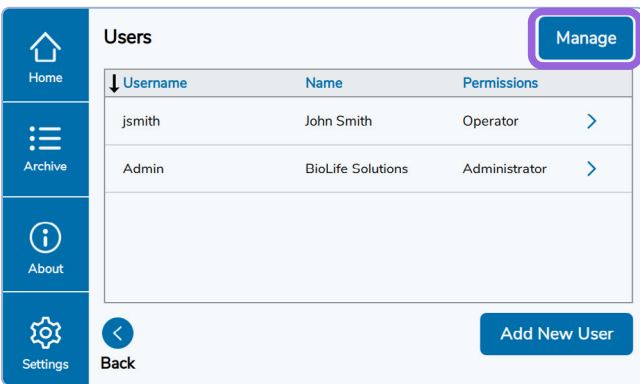 Users
Manage
Home
Username Name Permissions
jsmith John Smith Operator
Archive
Admin BioLife Solutions Administrator
About
Add New User
Settings
Back